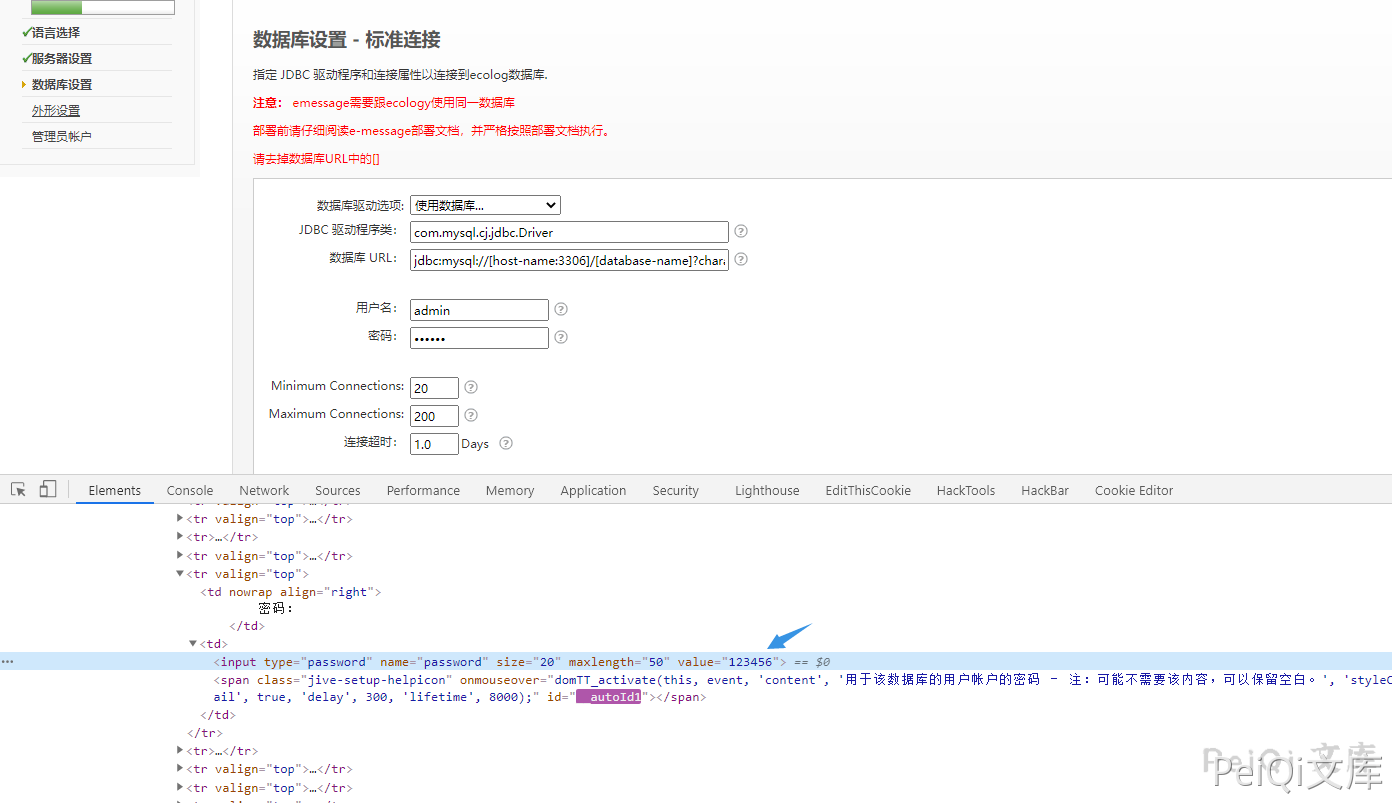 ✓语言选择
✓服务器设置
数据库设置
外形设置
管理员帐户
数据库设置 - 标准连接
指定 JDBC 驱动程序和连接属性以连接到ecolog数据库.
注意： emessage需要跟ecology使用同一数据库
部署前请仔细阅读e-message部署文档，并严格按照部署文档执行。
请去掉数据库URL中的[]
数据库驱动选项: 使用数据库...
JDBC 驱动程序类： com.mysql.cj.jdbc.Driver
数据库 URL： jdbc:mysql://[host-name:3306]/[database-name]?chara
用户名： admin
密码： ••••••
Minimum Connections: 20
Maximum Connections: 200
连接超时： 1.0 Days
Elements Console Network Sources Performance Memory Application Security Lighthouse EditThisCookie HackTools HackBar Cookie Editor
<tr valign="top">…</tr>
<tr>…</tr>
<tr valign="top">…</tr>
<tr valign="top">
<td nowrap align="right">
密码：
</td>
<td>
<input type="password" name="password" size="20" maxlength="50" value="123456"> == $0
<span class="jive-setup-helpicon" onmouseover="domTT_activate(this, event, 'content', '用于该数据库的用户帐户的密码 - 注：可能不需要该内容，可以保留空白。', 'styleC
ail', true, 'delay', 300, 'lifetime', 8000);" id="__autoId1"></span>
</td>
</tr>
<tr>…</tr>
<tr valign="top">…</tr>
<tr valign="top">…</tr>
PeiQi文库